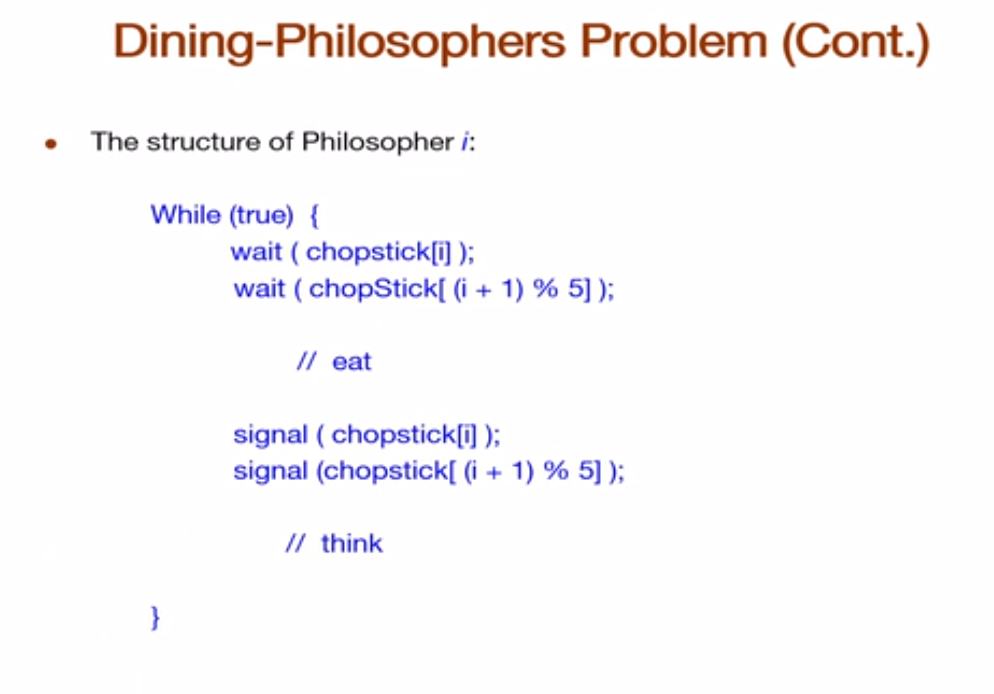 Dining-Philosophers Problem (Cont.)
• The structure of Philosopher i:
While (true) {
wait ( chopstick[i] );
wait ( chopStick[ (i + 1) % 5] );
// eat
signal ( chopstick[i] );
signal (chopstick[ (i + 1) % 5] );
// think
}